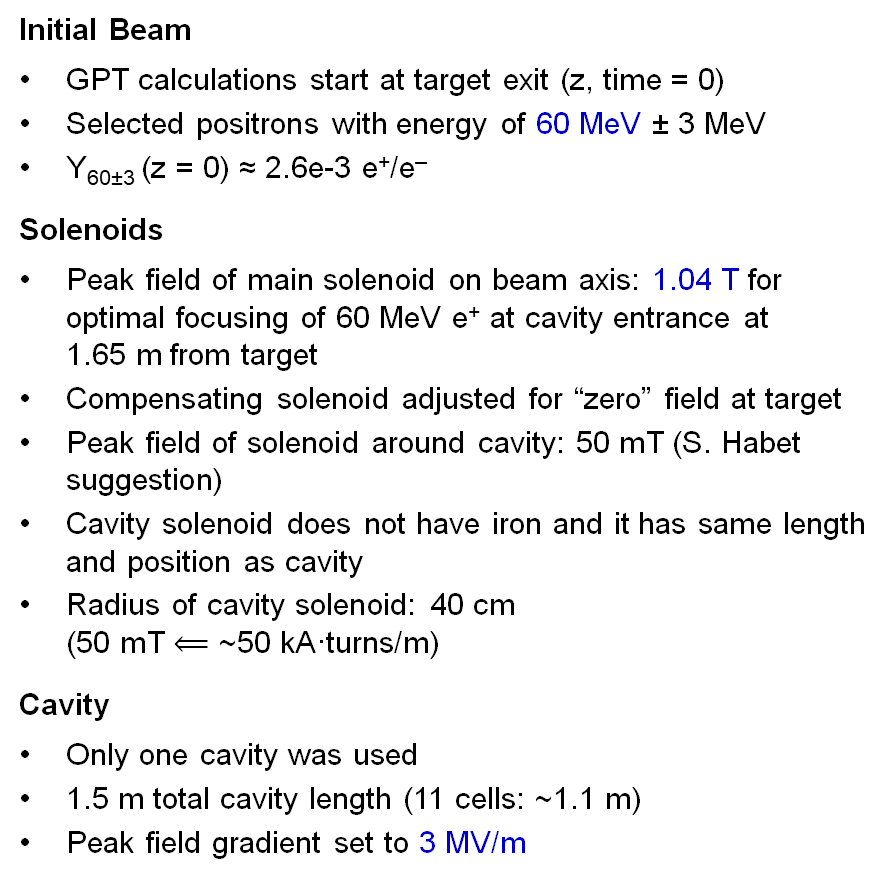 Initial Beam
• GPT calculations start at target exit (z, time = 0)
• Selected positrons with energy of 60 MeV ± 3 MeV
• Y60±3 (z = 0) ≈ 2.6e-3 e⁺/e⁻
Solenoids
• Peak field of main solenoid on beam axis: 1.04 T for
optimal focusing of 60 MeV e⁺ at cavity entrance at
1.65 m from target
• Compensating solenoid adjusted for “zero” field at target
• Peak field of solenoid around cavity: 50 mT (S. Habet
suggestion)
• Cavity solenoid does not have iron and it has same length
and position as cavity
• Radius of cavity solenoid: 40 cm
(50 mT ⟸ ~50 kA·turns/m)
Cavity
• Only one cavity was used
• 1.5 m total cavity length (11 cells: ~1.1 m)
• Peak field gradient set to 3 MV/m